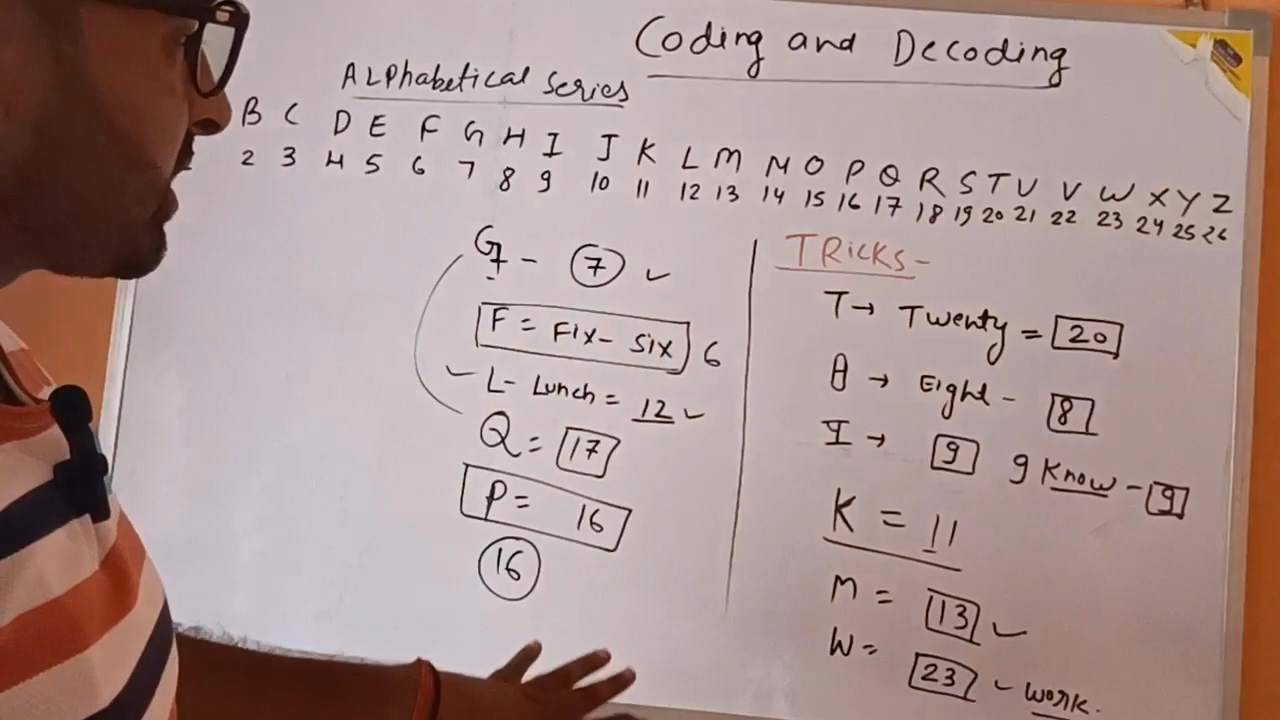 Coding and Decoding
ALPhabetical Series
B C D E F G H I J K L M N O P Q R S T U V W X Y Z
2 3 4 5 6 7 8 9 10 11 12 13 14 15 16 17 18 19 20 21 22 23 24 25 26
G - 7 ✓
F = Fix - Six 6
✓ L - Lunch = 12 ✓
Q = 17
P = 16
16
TRICKS -
T → Twenty = 20
→ Eight - 8
I → 9 9 Know - 9
K = 11
M = 13 ✓
W = 23 ✓ work.